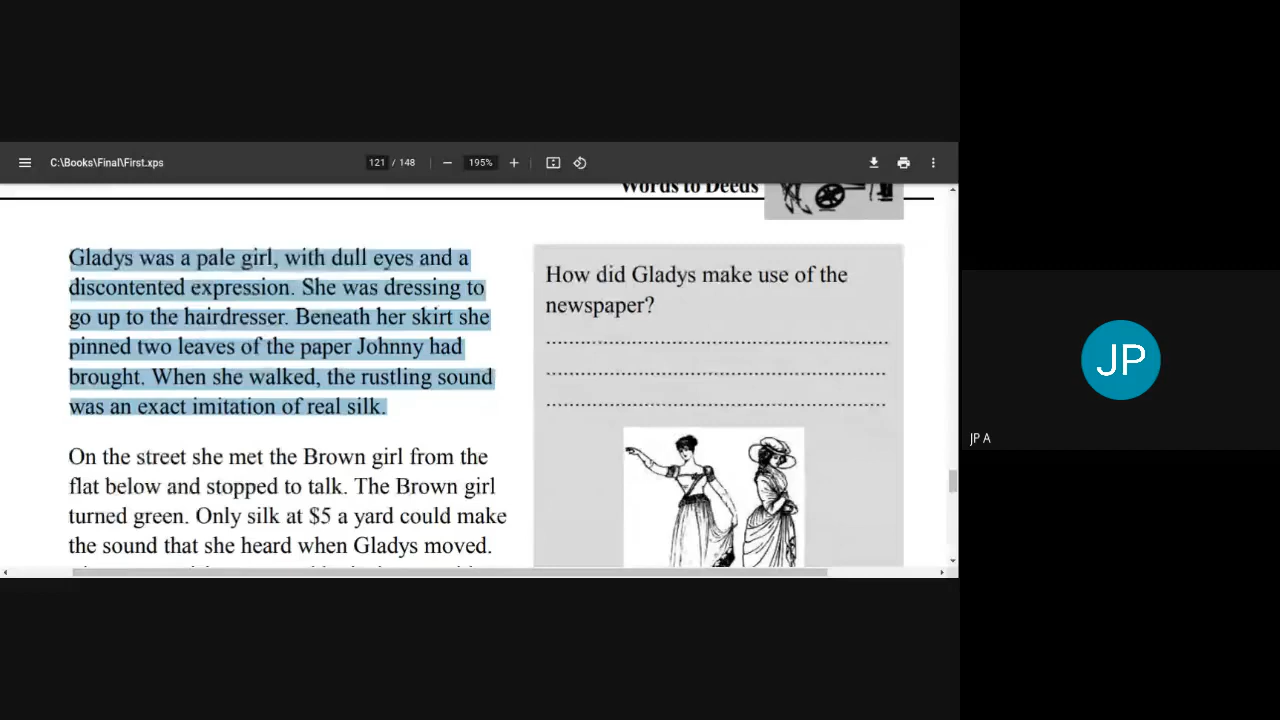 C:\Books\Final\First.xps
121 / 148
195%
Words to Deeds
Gladys was a pale girl, with dull eyes and a
discontented expression. She was dressing to
go up to the hairdresser. Beneath her skirt she
pinned two leaves of the paper Johnny had
brought. When she walked, the rustling sound
was an exact imitation of real silk.
On the street she met the Brown girl from the
flat below and stopped to talk. The Brown girl
turned green. Only silk at $5 a yard could make
the sound that she heard when Gladys moved.
How did Gladys make use of the
newspaper?
JP
JP A